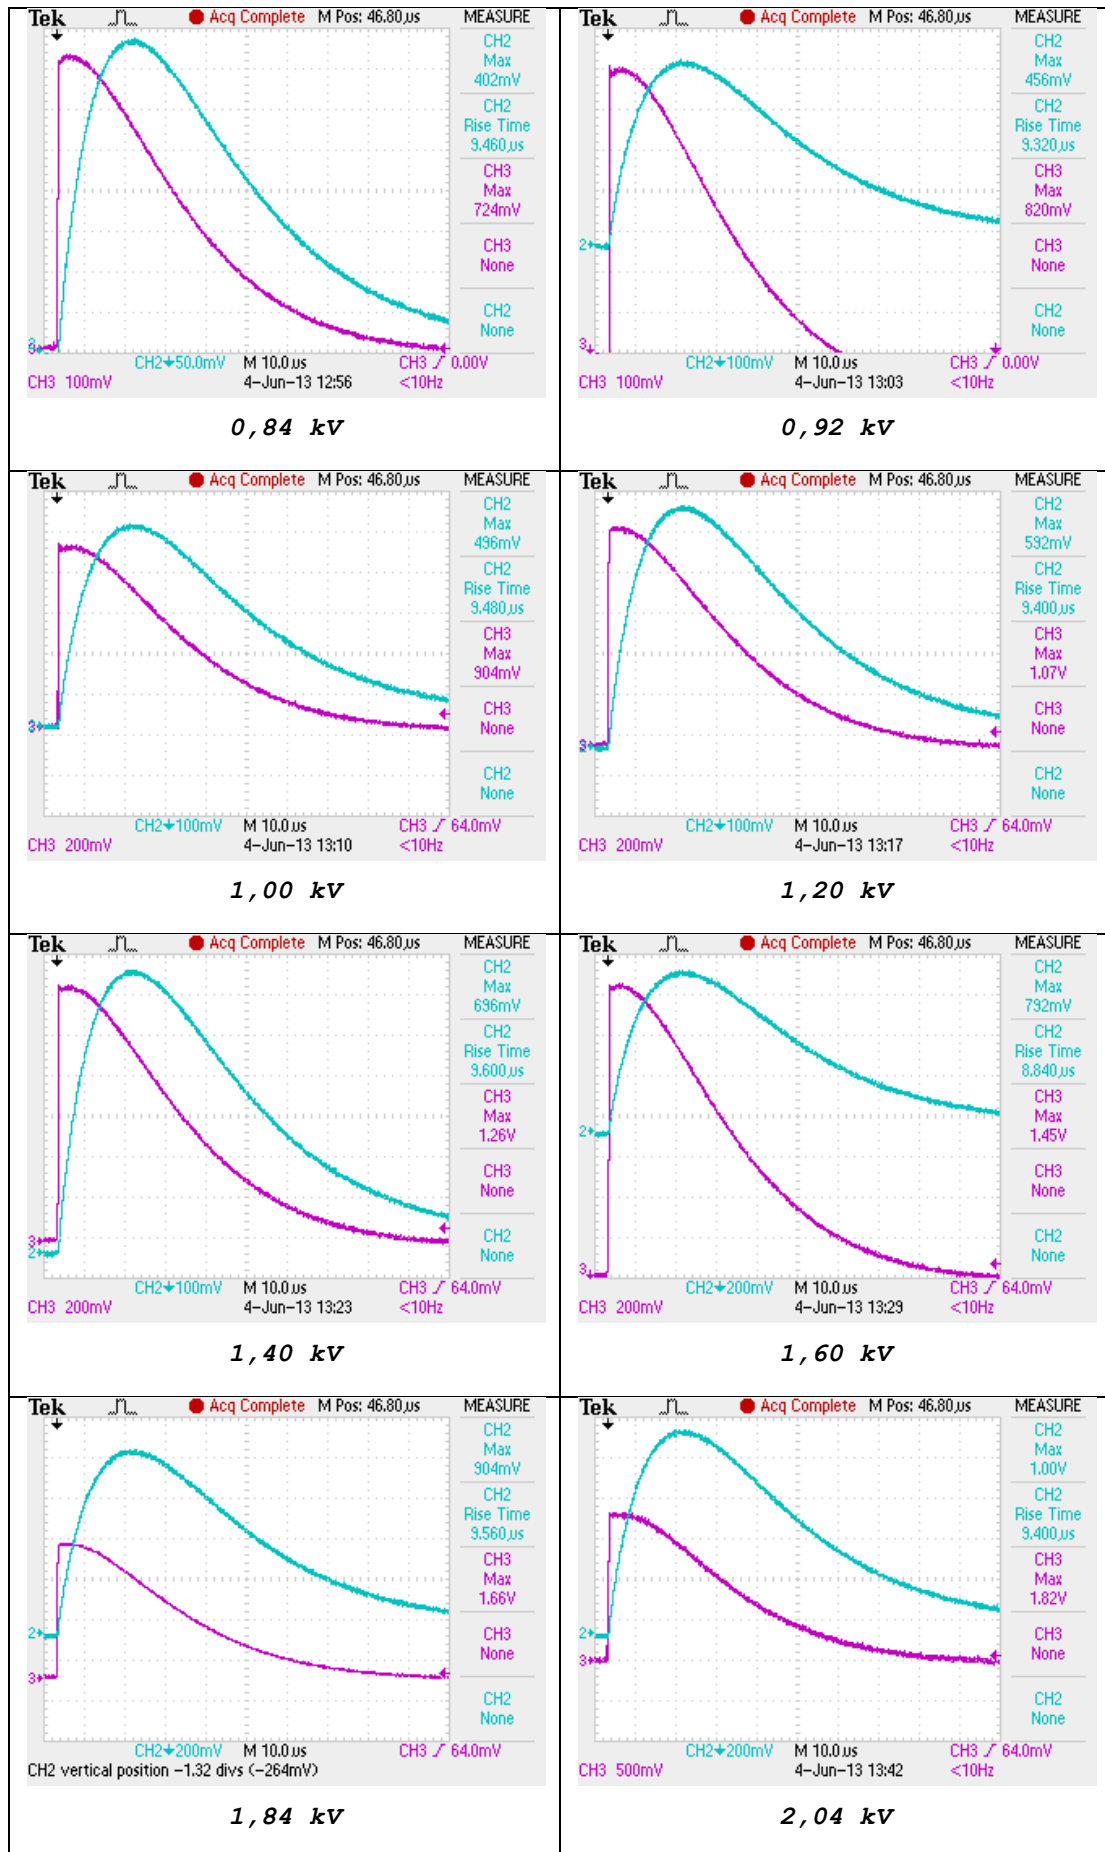 Tek Acq Complete M Pos: 46.80µs MEASURE
CH2
Max
402mV
CH2
Rise Time
9.460µs
CH3
Max
724mV
CH3
None
CH2
None
3
CH2 50.0mV M 10.0µs CH3 0.00V
CH3 100mV 4-Jun-13 12:56 <10Hz
0,84 kV
Tek Acq Complete M Pos: 46.80µs MEASURE
CH2
Max
456mV
CH2
Rise Time
9.320µs
CH3
Max
820mV
2
CH3
None
CH2
None
3
CH2 100mV M 10.0µs CH3 0.00V
CH3 100mV 4-Jun-13 13:03 <10Hz
0,92 kV
Tek Acq Complete M Pos: 46.80µs MEASURE
CH2
Max
496mV
CH2
Rise Time
9.480µs
CH3
Max
904mV
CH3
None
3
CH2
None
CH2 100mV M 10.0µs CH3 64.0mV
CH3 200mV 4-Jun-13 13:10 <10Hz
1,00 kV
Tek Acq Complete M Pos: 46.80µs MEASURE
CH2
Max
592mV
CH2
Rise Time
9.400µs
CH3
Max
1.07V
CH3
None
CH2
None
CH2 100mV M 10.0µs CH3 64.0mV
CH3 200mV 4-Jun-13 13:17 <10Hz
1,20 kV
Tek Acq Complete M Pos: 46.80µs MEASURE
CH2
Max
696mV
CH2
Rise Time
9.600µs
CH3
Max
1.26V
CH3
None
3
2
CH2
None
CH2 100mV M 10.0µs CH3 64.0mV
CH3 200mV 4-Jun-13 13:23 <10Hz
1,40 kV
Tek Acq Complete M Pos: 46.80µs MEASURE
CH2
Max
792mV
CH2
Rise Time
8.840µs
CH3
Max
1.45V
2
CH3
None
CH2
None
3
CH2 200mV M 10.0µs CH3 64.0mV
CH3 200mV 4-Jun-13 13:29 <10Hz
1,60 kV
Tek Acq Complete M Pos: 46.80µs MEASURE
CH2
Max
904mV
CH2
Rise Time
9.560µs
CH3
Max
1.66V
2
CH3
None
3
CH2
None
CH2 200mV M 10.0µs CH3 64.0mV
CH2 vertical position -1.32 divs (-264mV)
1,84 kV
Tek Acq Complete M Pos: 46.80µs MEASURE
CH2
Max
1.00V
CH2
Rise Time
9.400µs
CH3
Max
1.82V
2
CH3
None
3
CH2
None
CH2 200mV M 10.0µs CH3 64.0mV
CH3 500mV 4-Jun-13 13:42 <10Hz
2,04 kV